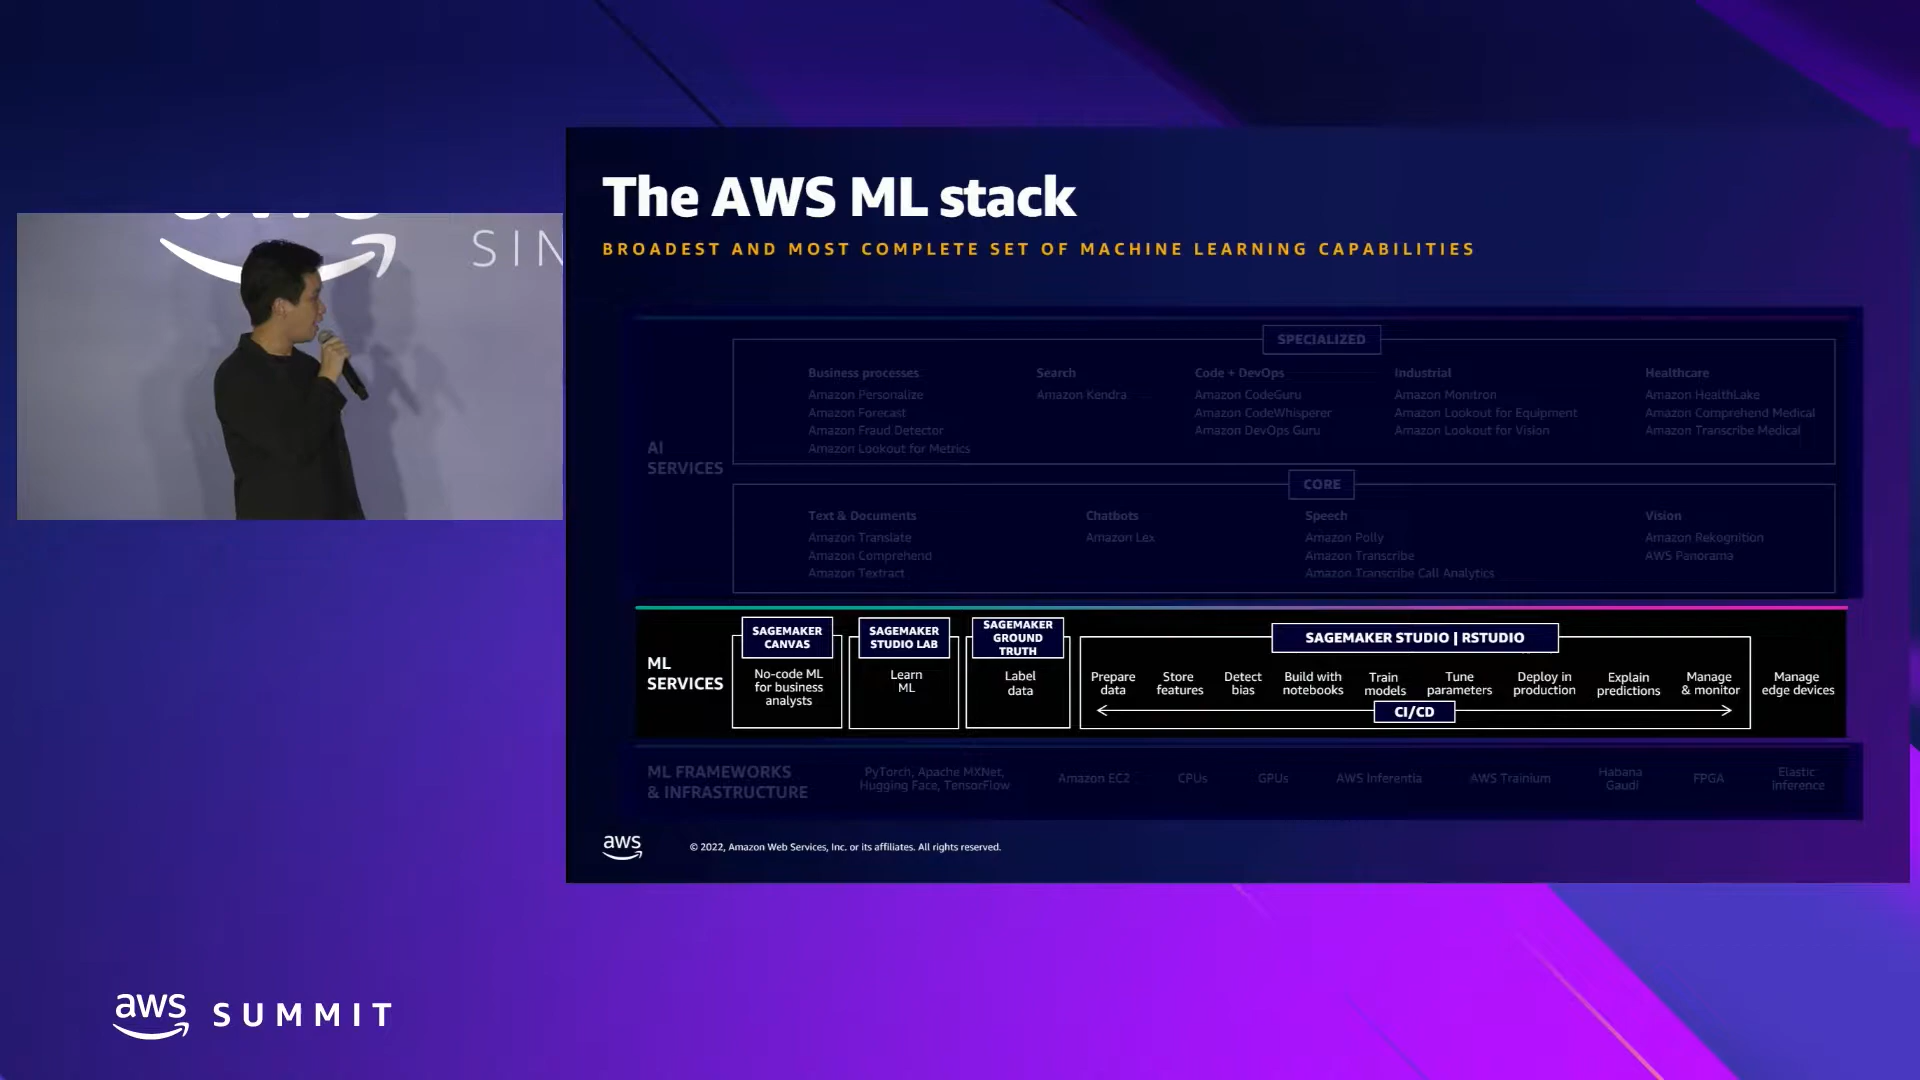 SIN
The AWS ML stack
BROADEST AND MOST COMPLETE SET OF MACHINE LEARNING CAPABILITIES
AI
SERVICES
SPECIALIZED
Business processes
Amazon Personalize
Amazon Forecast
Amazon Fraud Detector
Amazon Lookout for Metrics
Search
Amazon Kendra
Code + DevOps
Amazon CodeGuru
Amazon CodeWhisperer
Amazon DevOps Guru
Industrial
Amazon Monitron
Amazon Lookout for Equipment
Amazon Lookout for Vision
Healthcare
Amazon HealthLake
Amazon Comprehend Medical
Amazon Transcribe Medical
CORE
Text & Documents
Amazon Translate
Amazon Comprehend
Amazon Textract
Chatbots
Amazon Lex
Speech
Amazon Polly
Amazon Transcribe
Amazon Transcribe Call Analytics
Vision
Amazon Rekognition
AWS Panorama
ML
SERVICES
SAGEMAKER
CANVAS
No-code ML
for business
analysts
SAGEMAKER
STUDIO LAB
Learn
ML
SAGEMAKER
GROUND
TRUTH
Label
data
SAGEMAKER STUDIO | RSTUDIO
Prepare
data
Store
features
Detect
bias
Build with
notebooks
Train
models
Tune
parameters
Deploy in
production
Explain
predictions
Manage
& monitor
CI/CD
Manage
edge devices
ML FRAMEWORKS
& INFRASTRUCTURE
PyTorch, Apache MXNet,
Hugging Face, TensorFlow
Amazon EC2
CPUs
GPUs
AWS Inferentia
AWS Trainium
Habana
Gaudi
FPGA
Elastic
Inference
aws
© 2022, Amazon Web Services, Inc. or its affiliates. All rights reserved.
aws SUMMIT